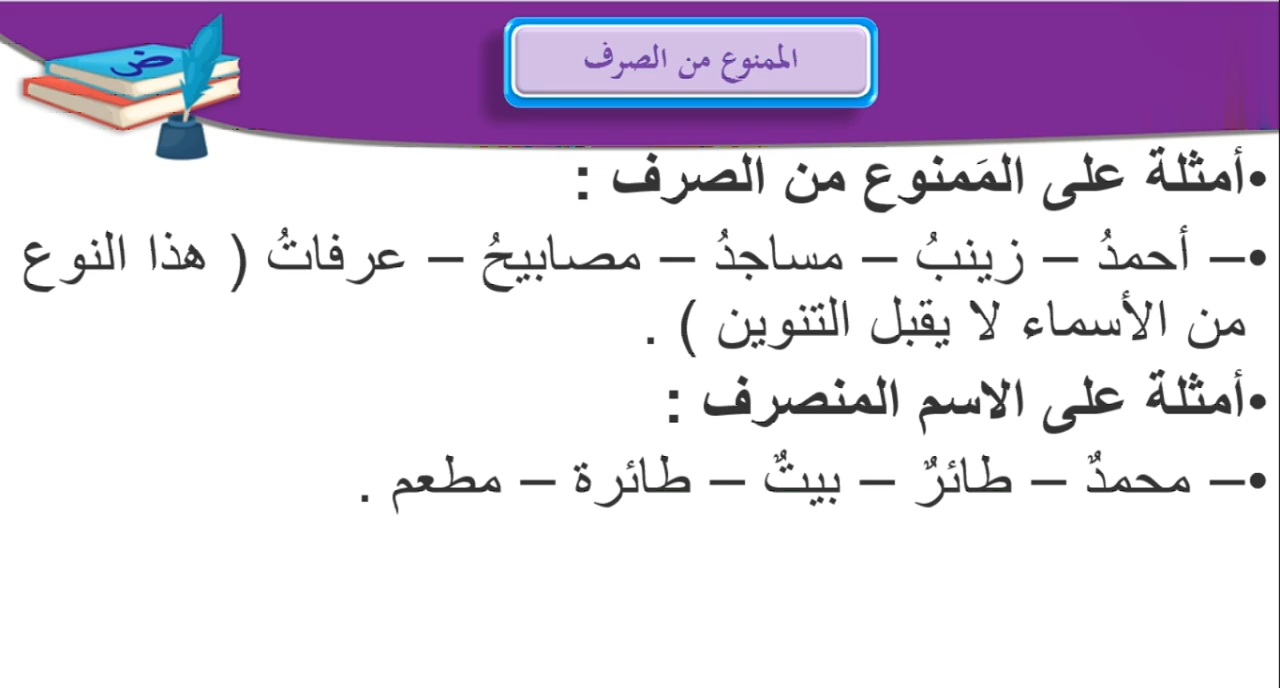 ض
الممنوع من الصرف
•أمثلة على المَمنوع من الصرف :
•– أحمدُ – زينبُ – مساجدُ – مصابيحُ – عرفاتُ ( هذا النوع
من الأسماء لا يقبل التنوين ) .
•أمثلة على الاسم المنصرف :
•– محمدٌ – طائرٌ – بيتٌ – طائرة – مطعم .